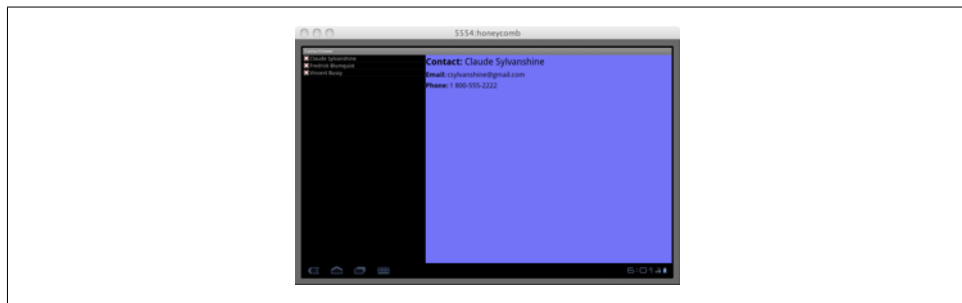 5554:honeycomb
Claude Sylvanshine
Fredrick Blumquist
Vincent Bussy
Contact: Claude Sylvanshine
Email: csylvanshine@gmail.com
Phone: 1 800-555-2222
6:01